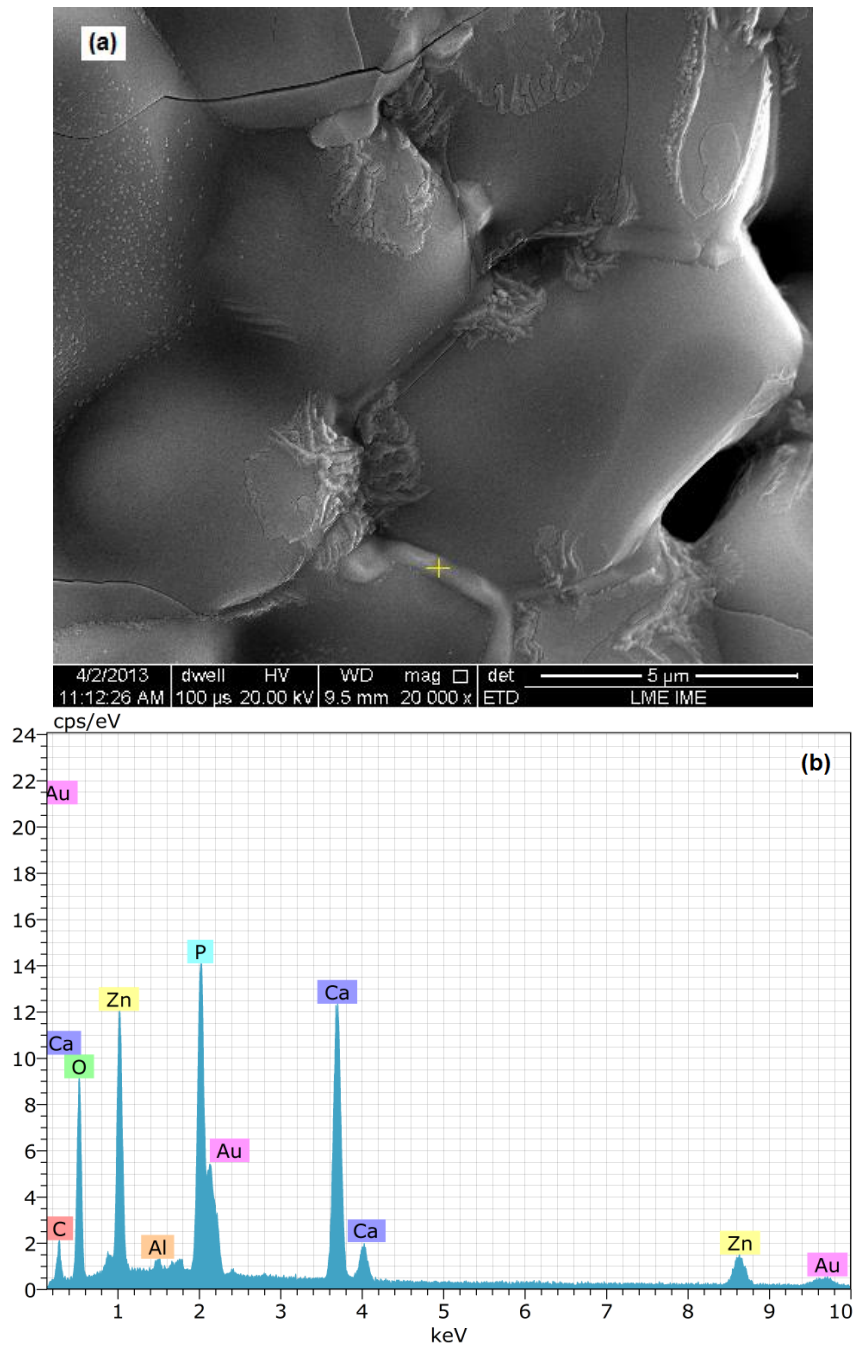 (a)
4/2/2013 dwell HV WD mag □ det 5 µm
11:12:26 AM 100 µs 20.00 kV 9.5 mm 20 000 x ETD LME IME
cps/eV
(b)
24
22
Au
20
18
16
14
P
12
Zn
Ca
10
Ca
O
8
6
Au
4
2
C
Al
Ca
Zn
Au
0
1 2 3 4 5 6 7 8 9 10
keV